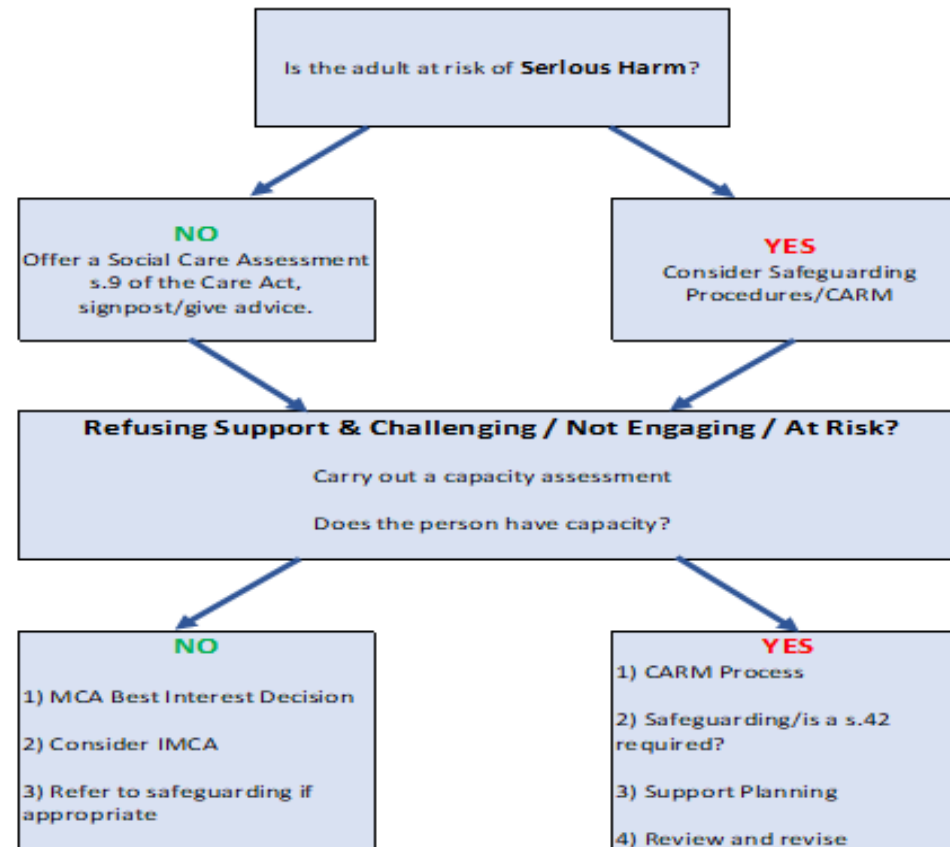 Is the adult at risk of Serious Harm?
NO
Offer a Social Care Assessment
s.9 of the Care Act,
signpost/give advice.
YES
Consider Safeguarding
Procedures/CARM
Refusing Support & Challenging / Not Engaging / At Risk?
Carry out a capacity assessment
Does the person have capacity?
NO
1) MCA Best Interest Decision
2) Consider IMCA
3) Refer to safeguarding if
appropriate
YES
1) CARM Process
2) Safeguarding/is a s.42
required?
3) Support Planning
4) Review and revise